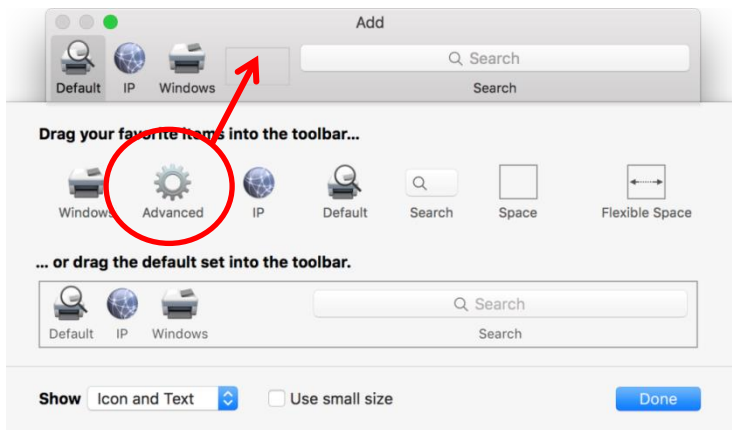 Add
Search
Default IP Windows Search
Drag your favorite items into the toolbar...
Windows Advanced IP Default Search Space Flexible Space
... or drag the default set into the toolbar.
Search
Default IP Windows Search
Show Icon and Text Use small size Done